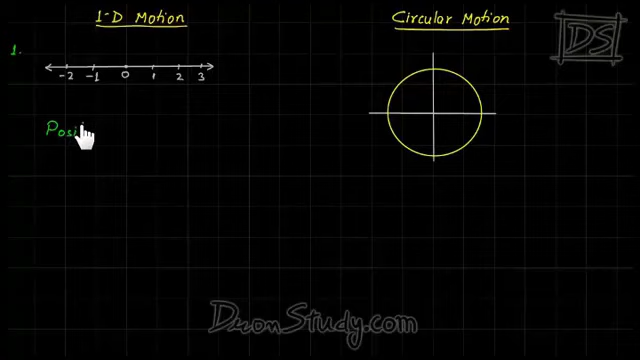 1-D Motion
Circular Motion
DS
1.
-2 -1 0 1 2 3
Posi
DronStudy.com